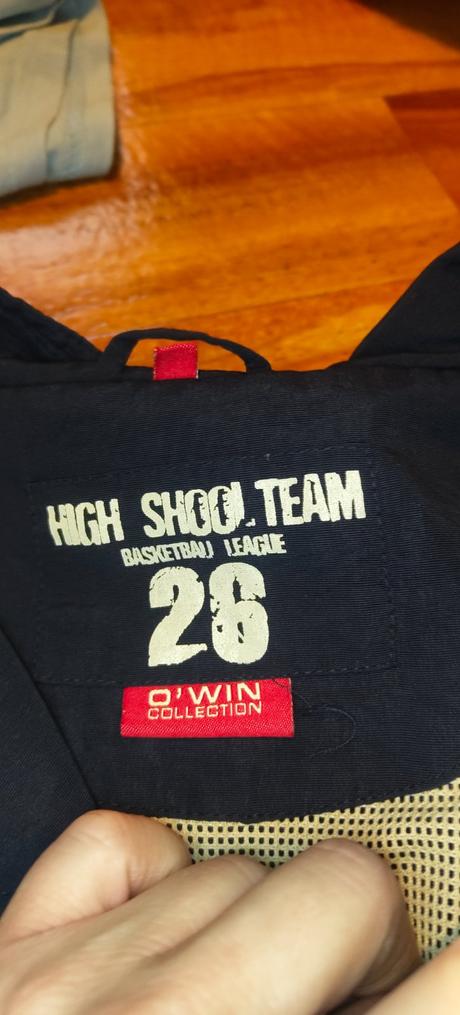 HIGH SHOOL TEAM
BASKETBALL LEAGUE
26
O'WIN
COLLECTION